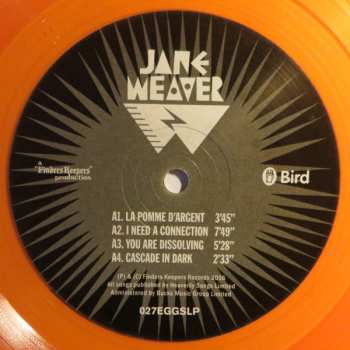 JANE
WEAVER
a
"Finders Keepers"
production
Bird
A1. LA POMME D'ARGENT 3'45"
A2. I NEED A CONNECTION 7'49"
A3. YOU ARE DISSOLVING 5'28"
A4. CASCADE IN DARK 2'33"
(P) & (C) Finders Keepers Records
All songs published by Heavenly Songs Limited
Administered by Bucks Music Group Limited
027EGGSLP